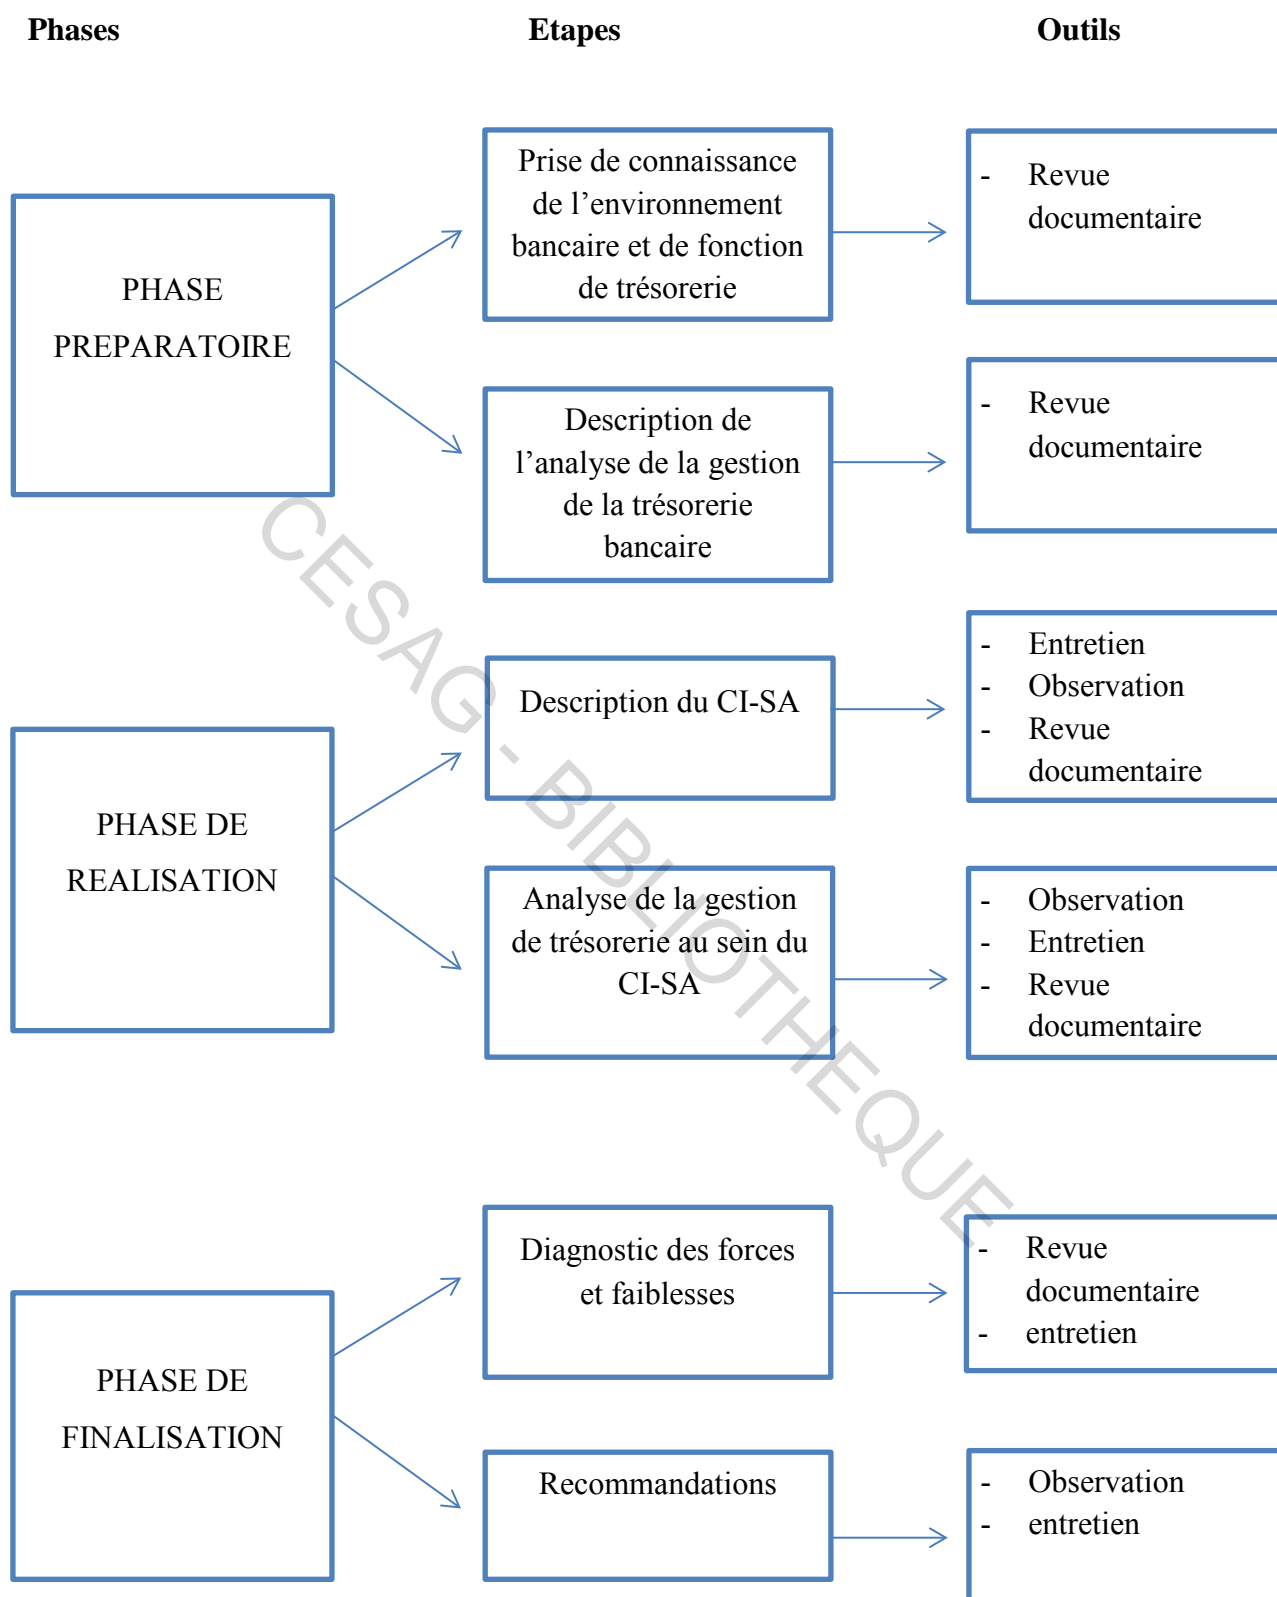 Phases Etapes Outils
PHASE
PREPARATOIRE
Prise de connaissance
de l’environnement
bancaire et de fonction
de trésorerie
- Revue
documentaire
Description de
l’analyse de la gestion
de la trésorerie
bancaire
- Revue
documentaire
PHASE DE
REALISATION
Description du CI-SA
- Entretien
- Observation
- Revue
documentaire
Analyse de la gestion
de trésorerie au sein du
CI-SA
- Observation
- Entretien
- Revue
documentaire
PHASE DE
FINALISATION
Diagnostic des forces
et faiblesses
- Revue
documentaire
- entretien
Recommandations
- Observation
- entretien
CESAG - BIBLIOTHEQUE